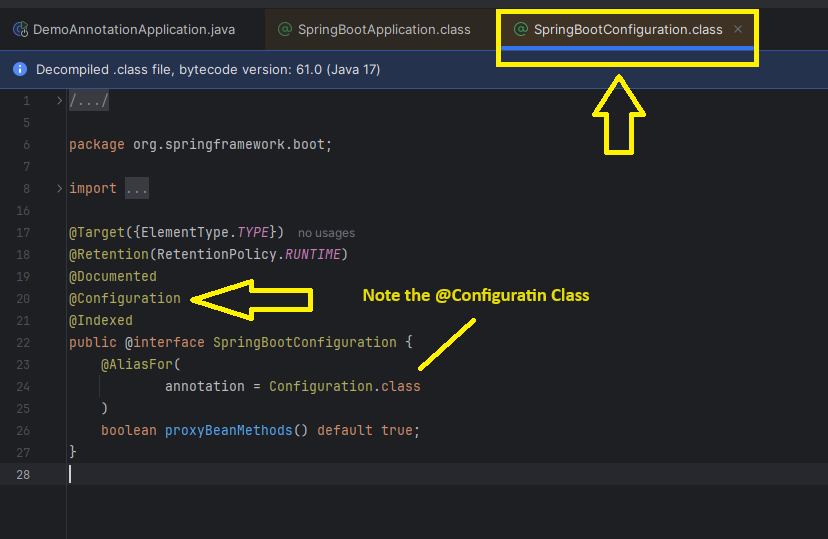 DemoAnnotationApplication.java @ SpringBootApplication.class @ SpringBootConfiguration.class ×
i Decompiled .class file, bytecode version: 61.0 (Java 17)
1 > /.../
5
6 package org.springframework.boot;
7
8 > import ...
16
17 @Target({ElementType.TYPE}) no usages
18 @Retention(RetentionPolicy.RUNTIME)
19 @Documented
20 @Configuration Note the @Configuratin Class
21 @Indexed
22 public @interface SpringBootConfiguration {
23 @AliasFor(
24 annotation = Configuration.class
25 )
26 boolean proxyBeanMethods() default true;
27 }
28